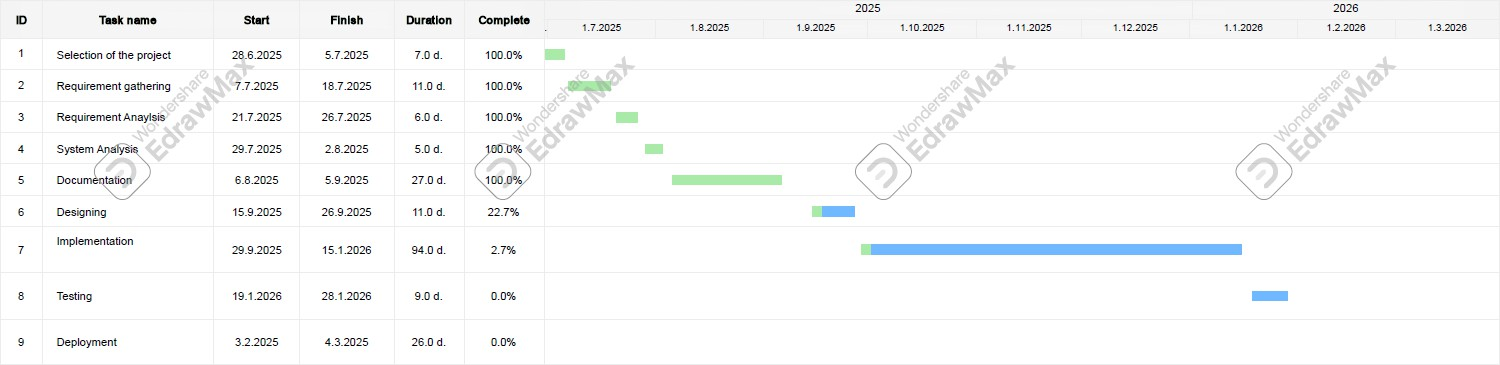 ID Task name Start Finish Duration Complete 2025 2026
. 1.7.2025 1.8.2025 1.9.2025 1.10.2025 1.11.2025 1.12.2025 1.1.2026 1.2.2026 1.3.2026
1 Selection of the project 28.6.2025 5.7.2025 7.0 d. 100.0%
2 Requirement gathering 7.7.2025 18.7.2025 11.0 d. 100.0%
3 Requirement Anaylsis 21.7.2025 26.7.2025 6.0 d. 100.0%
4 System Analysis 29.7.2025 2.8.2025 5.0 d. 100.0%
5 Documentation 6.8.2025 5.9.2025 27.0 d. 100.0%
6 Designing 15.9.2025 26.9.2025 11.0 d. 22.7%
7 Implementation 29.9.2025 15.1.2026 94.0 d. 2.7%
8 Testing 19.1.2026 28.1.2026 9.0 d. 0.0%
9 Deployment 3.2.2025 4.3.2025 26.0 d. 0.0%
Wondershare
EdrawMax
Wondershare
EdrawMax
Wondershare
EdrawMax
Wondershare
EdrawMax